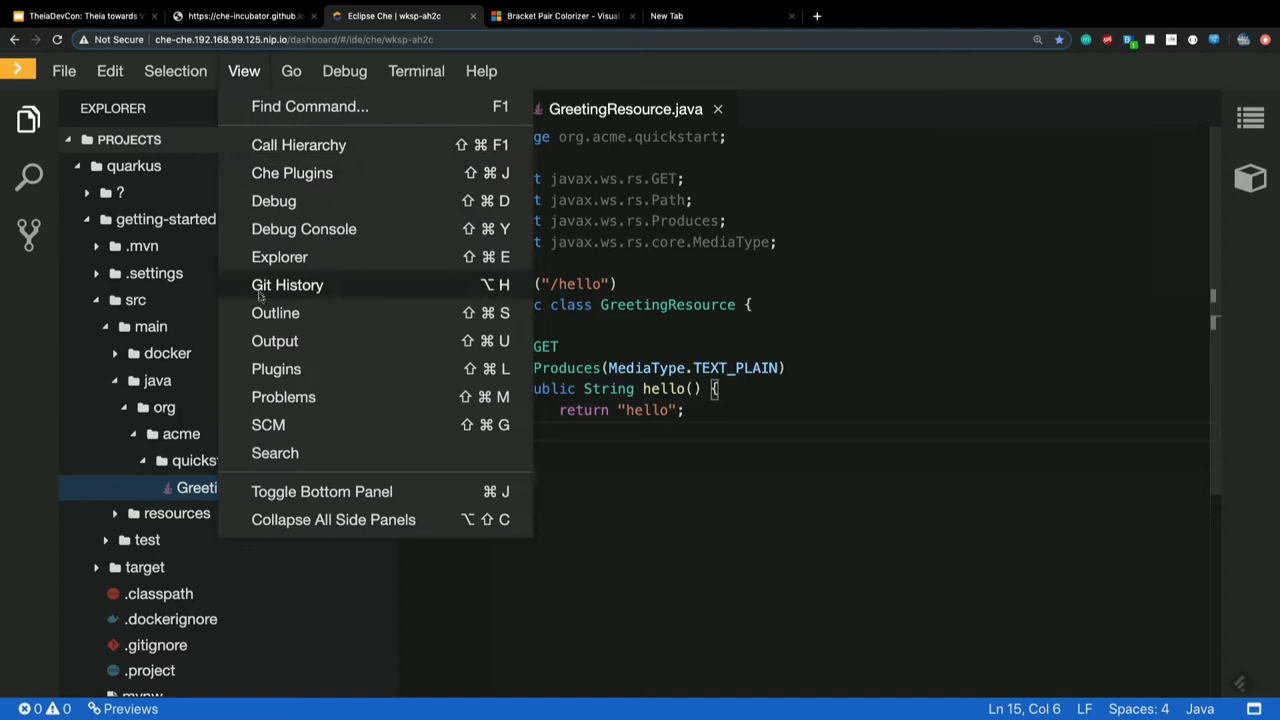 TheiaDevCon: Theia towards V
https://che-incubator.github.io
Eclipse Che | wksp-ah2c
Bracket Pair Colorizer - Visual
New Tab
Not Secure
che-che.192.168.99.125.nip.io/dashboard/#/ide/che/wksp-ah2c
File Edit Selection View Go Debug Terminal Help
EXPLORER
PROJECTS
quarkus
?
getting-started
.mvn
.settings
src
main
docker
java
org
acme
quicks
Greeti
resources
test
target
.classpath
.dockerignore
.gitignore
.project
mvnw
Find Command... F1
Call Hierarchy ⇧ ⌘ F1
Che Plugins ⇧ ⌘ J
Debug ⇧ ⌘ D
Debug Console ⇧ ⌘ Y
Explorer ⇧ ⌘ E
Git History ⌥ H
Outline ⇧ ⌘ S
Output ⇧ ⌘ U
Plugins ⇧ ⌘ L
Problems ⇧ ⌘ M
SCM ⇧ ⌘ G
Search
Toggle Bottom Panel ⌘ J
Collapse All Side Panels ⌥ ⇧ C
GreetingResource.java
ge org.acme.quickstart;
t javax.ws.rs.GET;
t javax.ws.rs.Path;
t javax.ws.rs.Produces;
t javax.ws.rs.core.MediaType;
("/hello")
c class GreetingResource {
GET
Produces(MediaType.TEXT_PLAIN)
ublic String hello() {
return "hello";
0 0 Previews
Ln 15, Col 6 LF Spaces: 4 Java